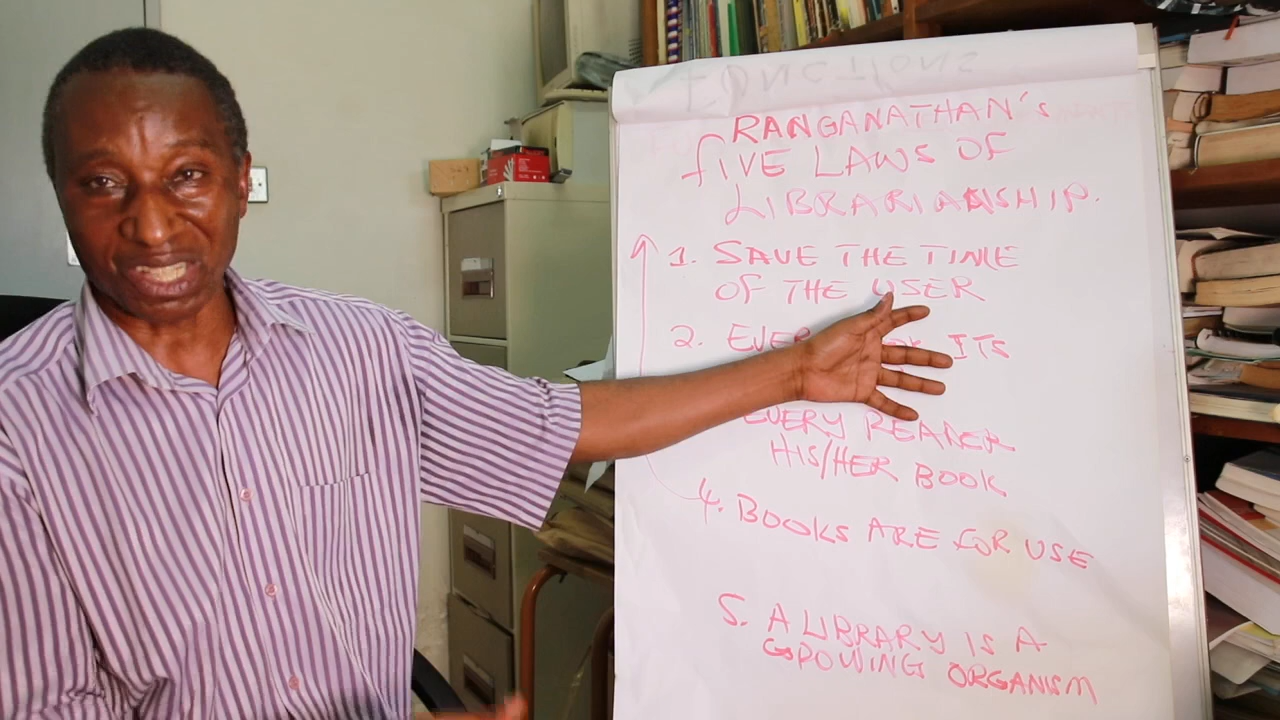 RANGANATHAN's
fIVE LAWS OF
LIBRARIANSHIP.
1. SAVE THE TIME
OF THE USER
2. EVERY ITS
EVERY READER
HIS/HER BOOK
4. BOOKS ARE FOR USE
5. A LIBRARY IS A
GROWING ORGANISM